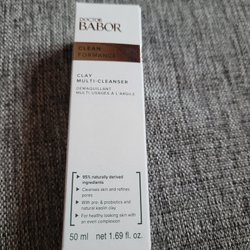 DOCTOR
BABOR
CLEAN
FORMANCE
CLAY
MULTI-CLEANSER
DÉMAQUILLANT
MULTI-USAGES À L'ARGILE
95% naturally derived
ingredients
Cleanses skin and refines
pores
With pre- & probiotics and
natural kaolin clay
For healthy looking skin with
an even complexion
50 ml net 1.69 fl. oz.